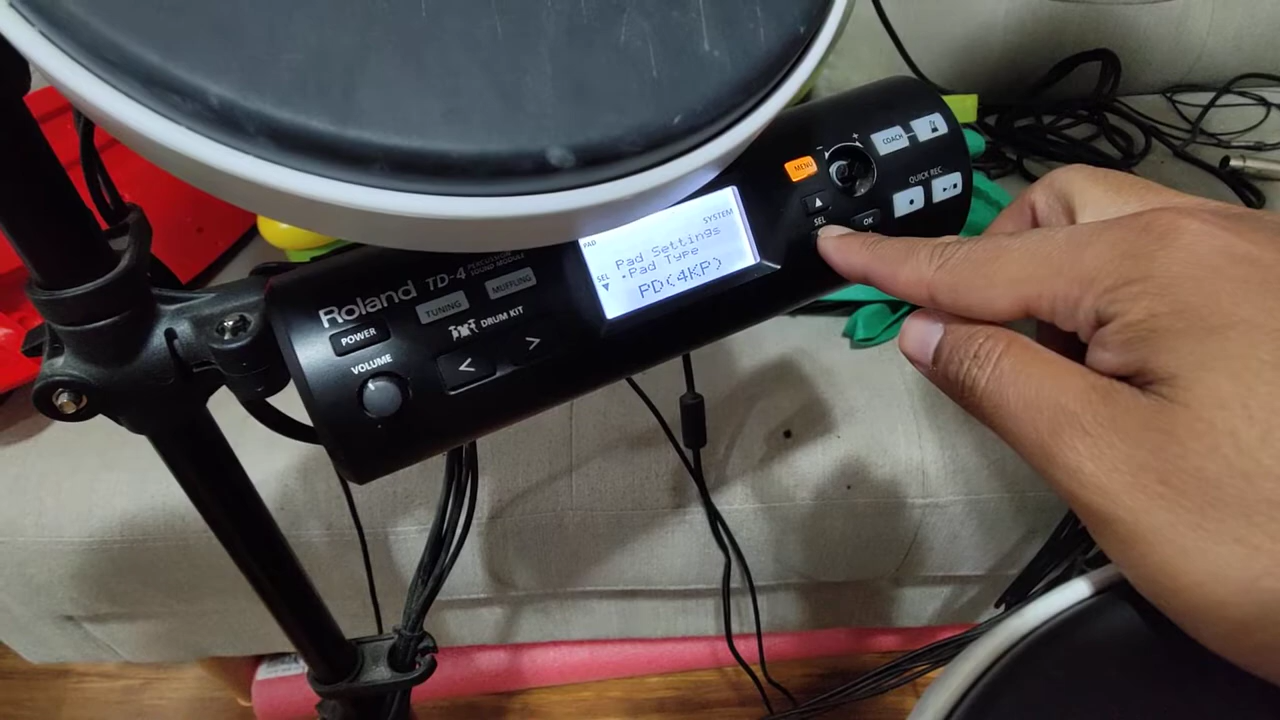 Roland TD-4 PERCUSSION SOUND MODULE
POWER
VOLUME
TUNING
MUFFLING
DRUM KIT
<
>
PAD
SYSTEM
Pad Settings
SEL
•Pad Type
PD(4KP)
MENU
- +
SEL
OK
COACH
QUICK REC